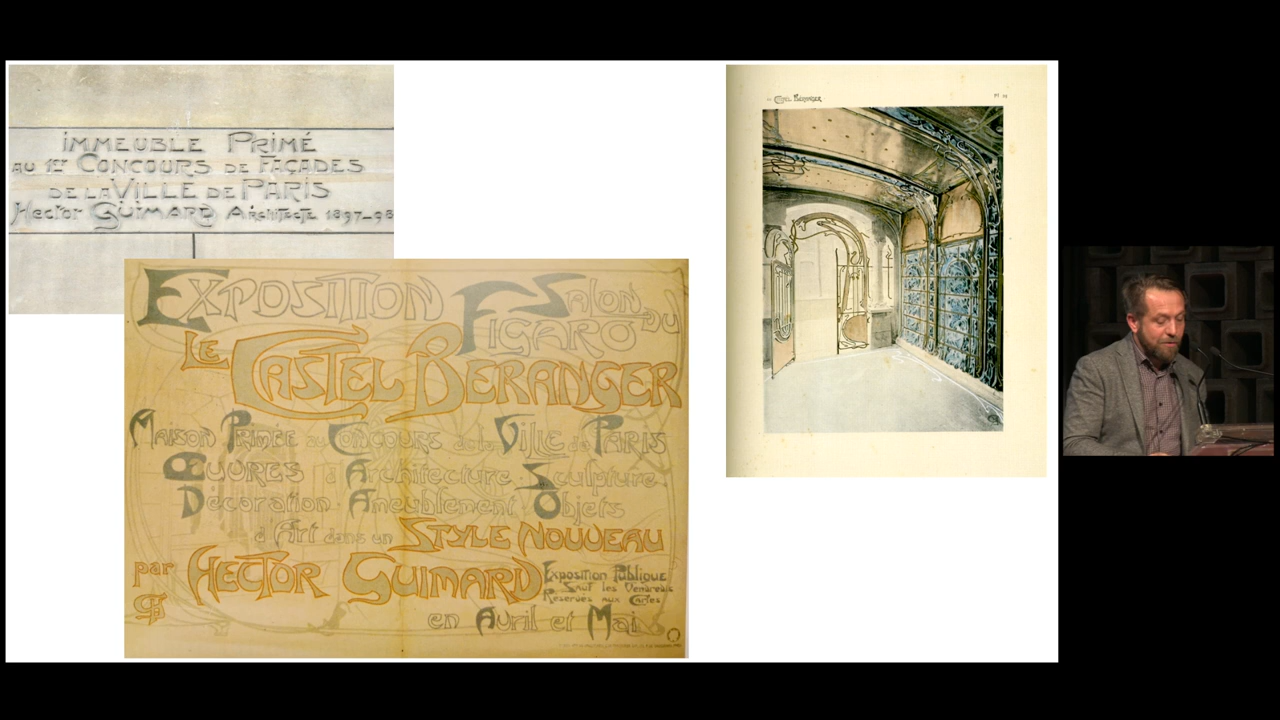 IMMEUBLE PRIMÉ
AU 1er CONCOURS DE FAÇADES
DE LA VILLE DE PARIS
HECTOR GUIMARD ARCHITECTE 1897-98
EXPOSITION SALON DU
FIGARO
LE CASTEL BERANGER
MAISON PRIMÉE au CONCOURS de la VILLE de PARIS
ŒUVRES d'Architecture Sculpture
Decoration Ameublement Objets
d'Art dans un STYLE NOUVEAU
par HECTOR GUIMARD
Exposition Publique
Sauf les Vendredis
Réservés aux Cartes
en Avril et Mai
CASTEL BERANGER